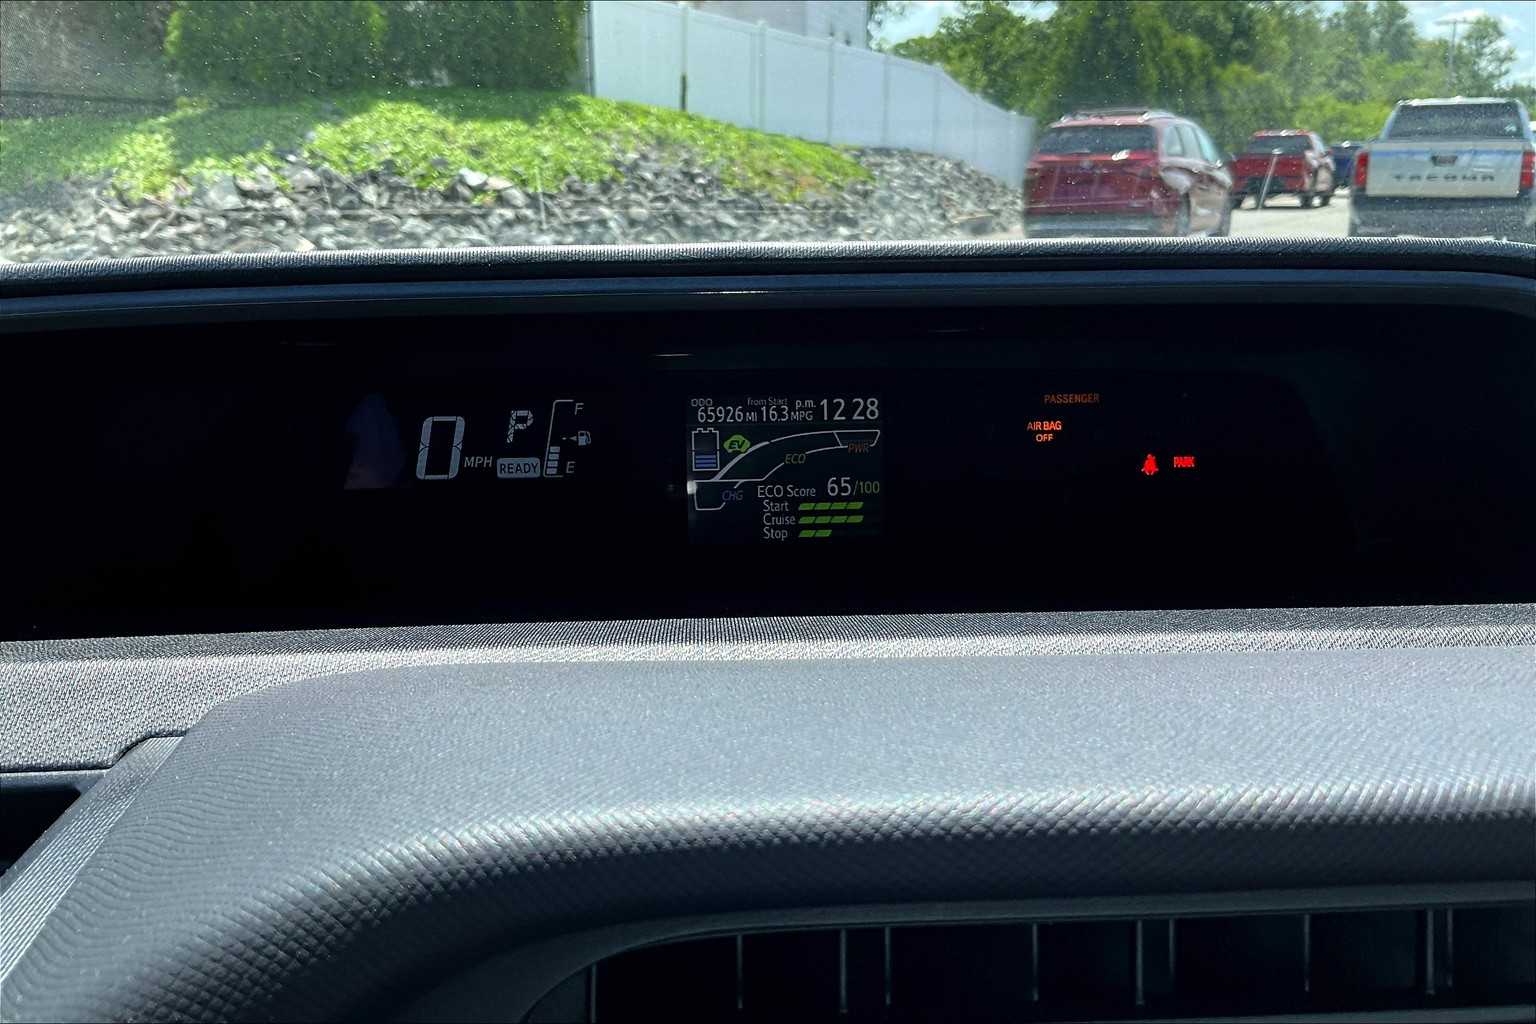 TACOMA
ODO
from Start
p.m.
65926 MI 16.3 MPG
12 28
0 MPH
P
READY
F
E
EV
PWR
ECO
CHG
ECO Score 65/100
Start
Cruise
Stop
PASSENGER
AIR BAG
OFF
PARK